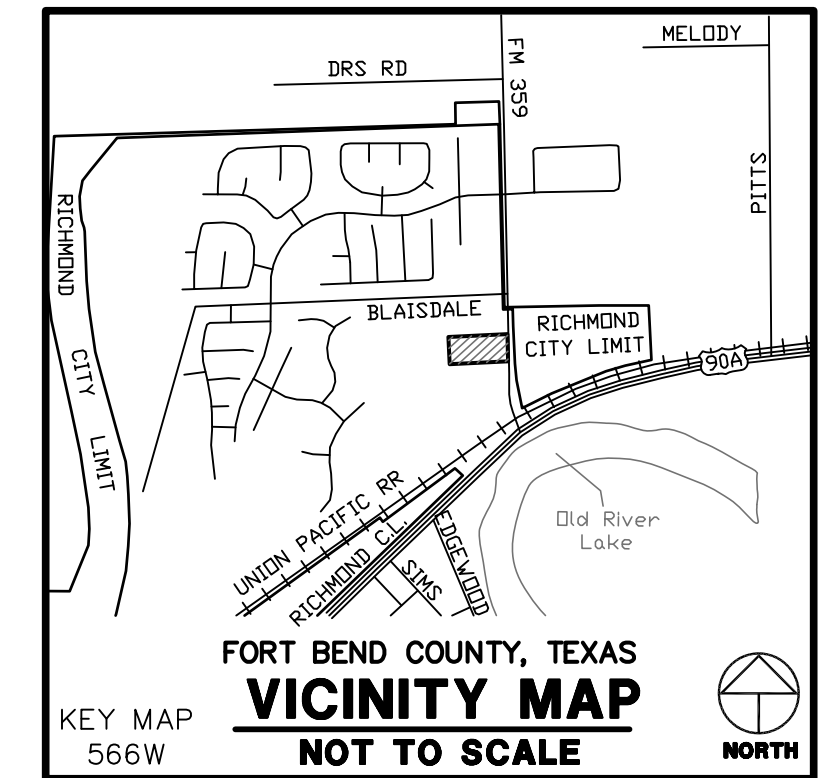 MELODY
DRS RD
FM 359
PITTS
RICHMOND
CITY
LIMIT
BLAISDALE
RICHMOND
CITY LIMIT
90A
UNION PACIFIC RR
RICHMOND C.L.
SIMS
EDGEWOOD
Old River
Lake
FORT BEND COUNTY, TEXAS
VICINITY MAP
NOT TO SCALE
KEY MAP
566W
NORTH